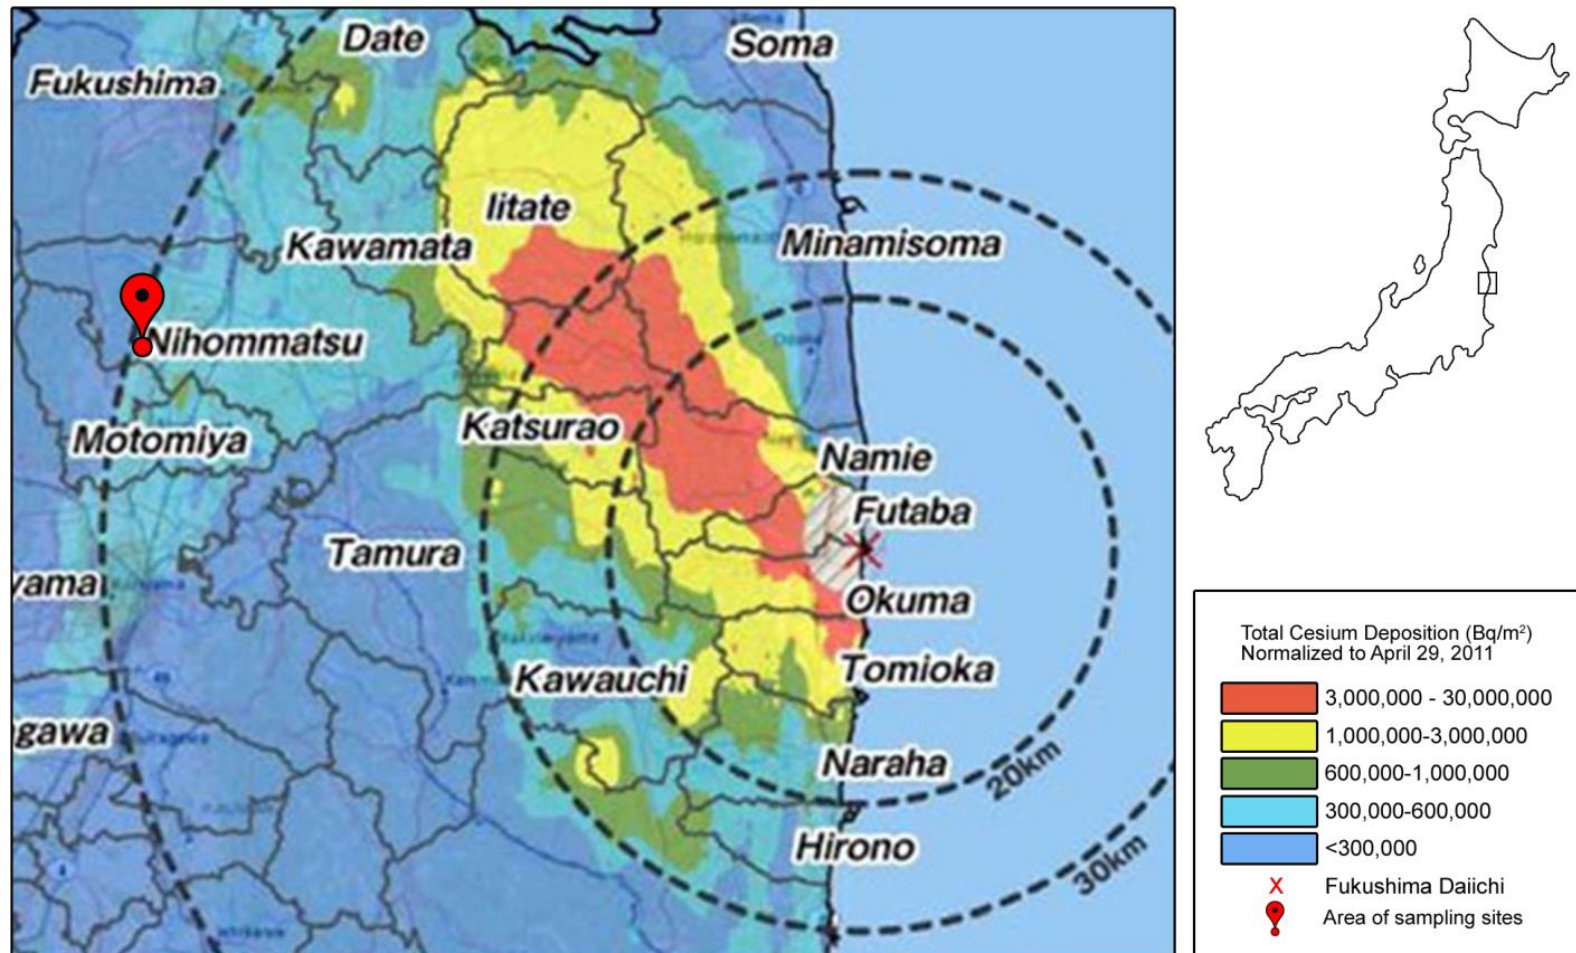 Date
Soma
Fukushima
Iitate
Kawamata
Minamisoma
Nihommatsu
Katsurao
Motomiya
Namie
Futaba
Tamura
yama
Okuma
Kawauchi
Tomioka
gawa
Naraha
20km
Hirono
30km
Total Cesium Deposition (Bq/m²)
Normalized to April 29, 2011
3,000,000 - 30,000,000
1,000,000-3,000,000
600,000-1,000,000
300,000-600,000
<300,000
X Fukushima Daiichi
Area of sampling sites